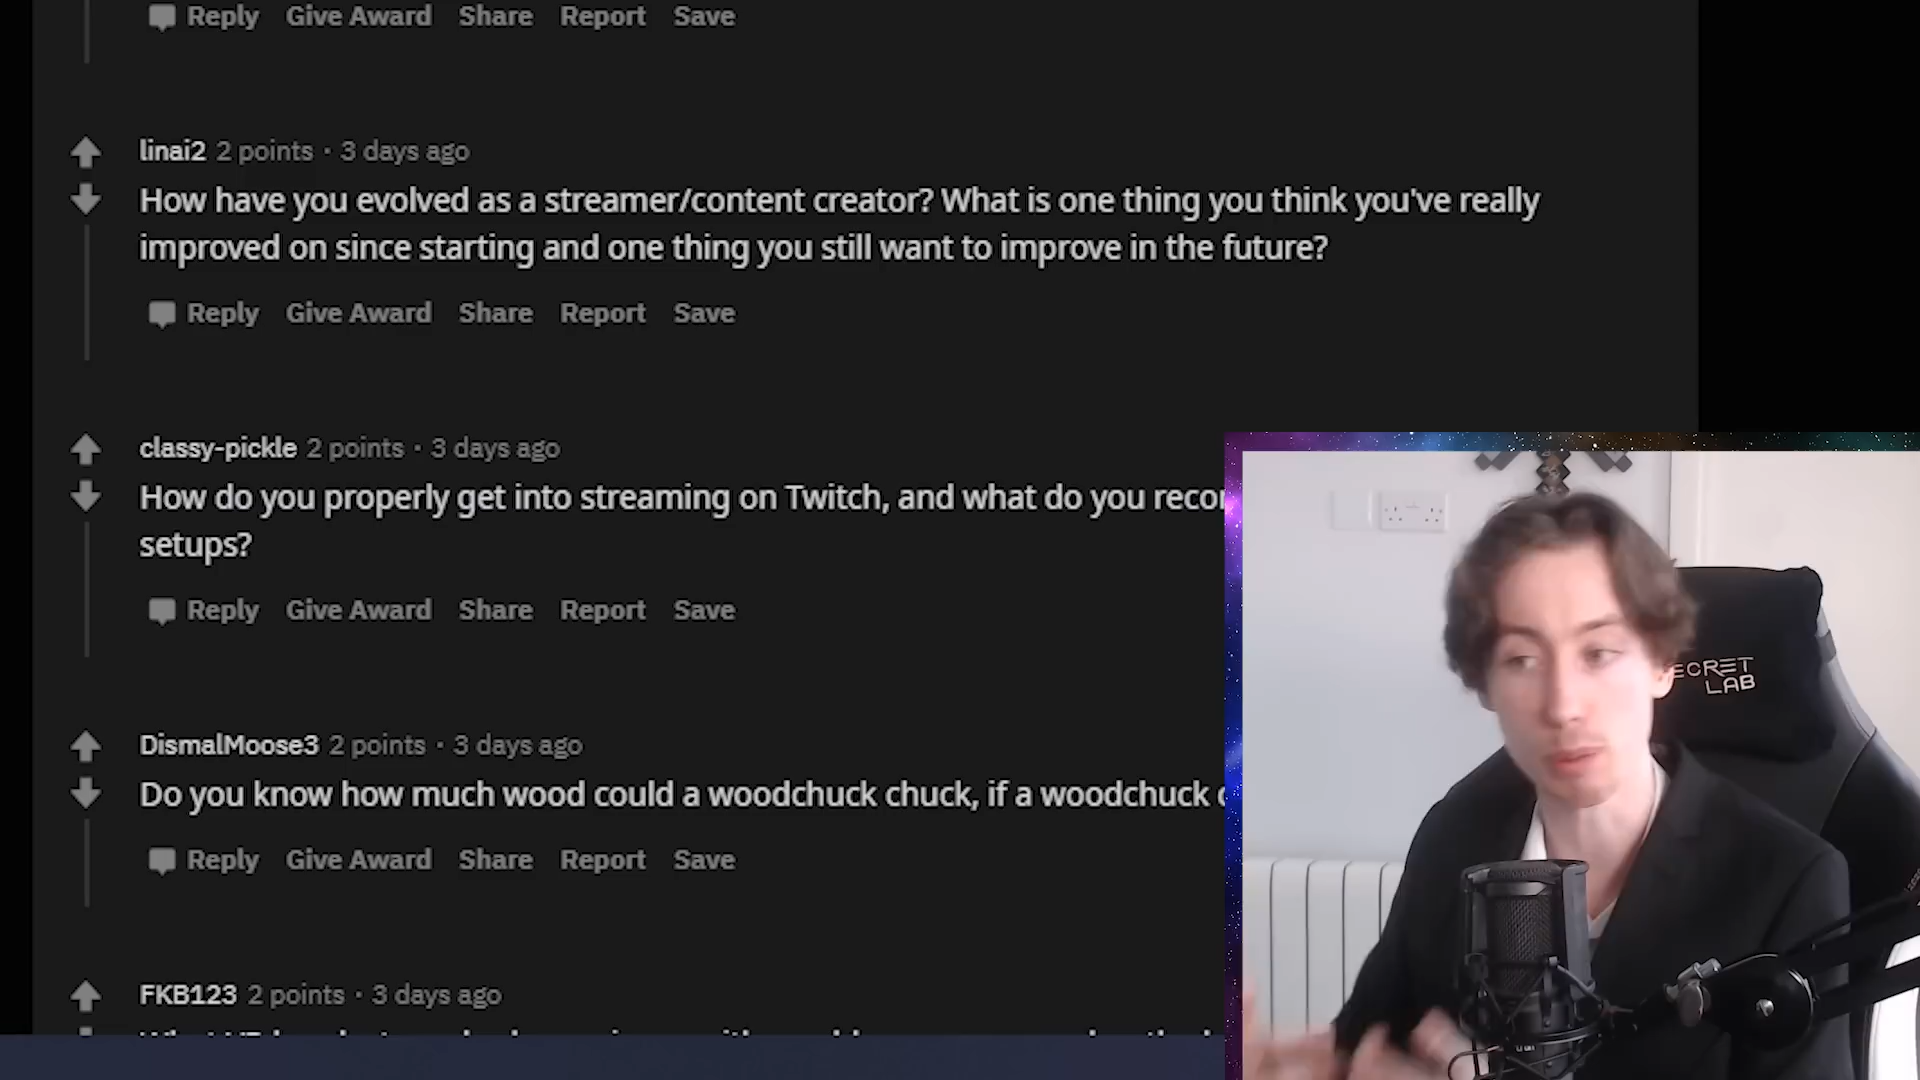 Reply Give Award Share Report Save
linai2 2 points · 3 days ago
How have you evolved as a streamer/content creator? What is one thing you think you've really
improved on since starting and one thing you still want to improve in the future?
Reply Give Award Share Report Save
classy-pickle 2 points · 3 days ago
How do you properly get into streaming on Twitch, and what do you
setups?
Reply Give Award Share Report Save
DismalMoose3 2 points · 3 days ago
Do you know how much wood could a woodchuck chuck, if a woodchuck
Reply Give Award Share Report Save
FKB123 2 points · 3 days ago
LAB